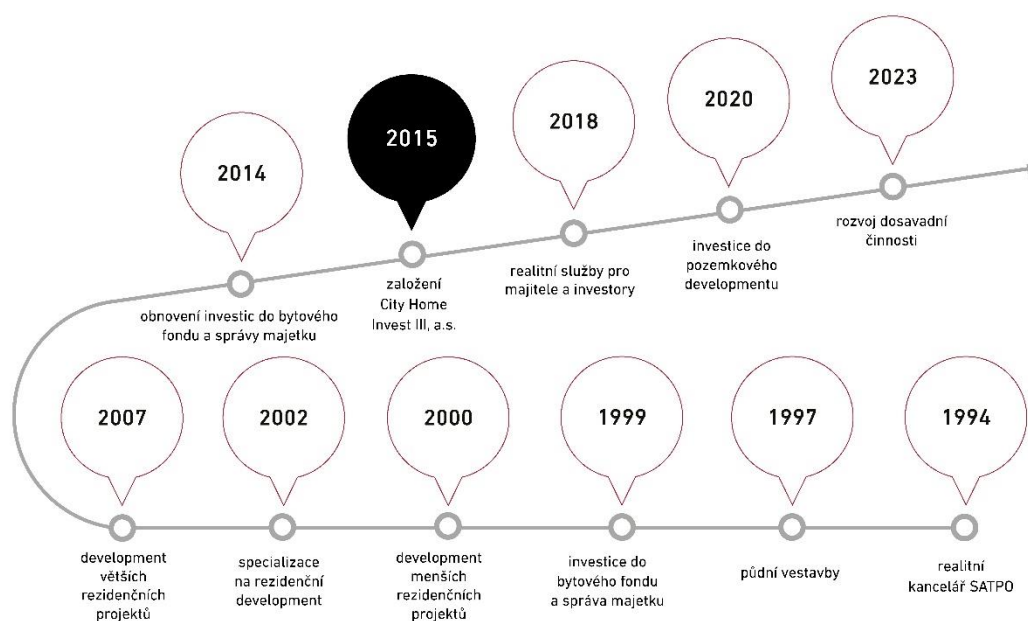 2014
obnovení investic do bytového
fondu a správy majetku
2015
založení
City Home
Invest III, a.s.
2018
realitní služby pro
majitele a investory
2020
investice do
pozemkového
developmentu
2023
rozvoj dosavadní
činnosti
2007
development
větších
rezidenčních
projektů
2002
specializace
na rezidenční
development
2000
development
menších
rezidenčních
projektů
1999
investice do
bytového fondu
a správa majetku
1997
půdní vestavby
1994
realitní
kancelář SATPO